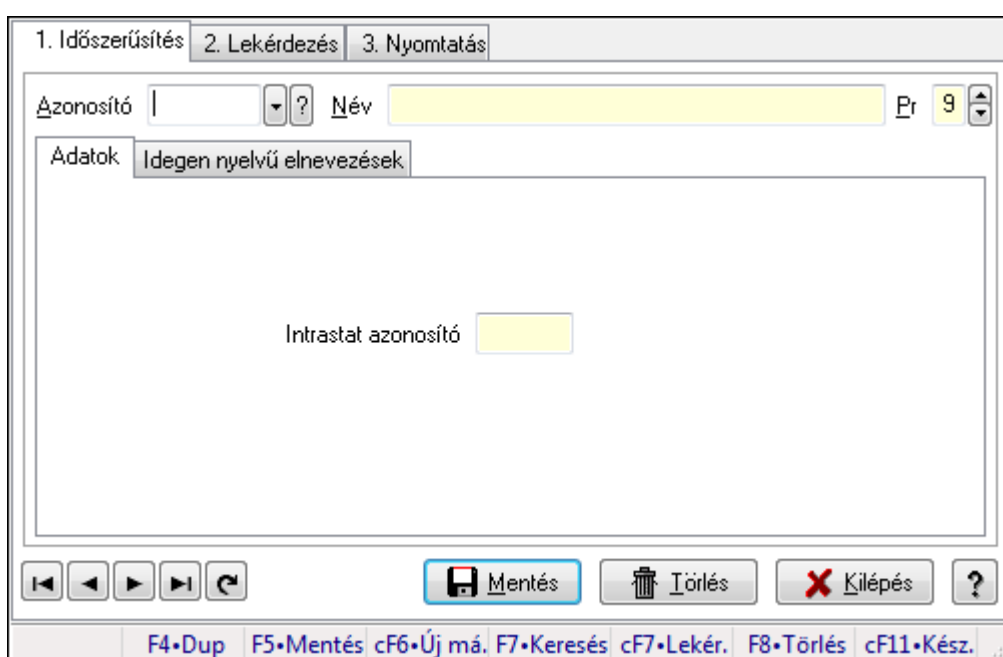 1. Időszerűsítés 2. Lekérdezés 3. Nyomtatás
Azonosító ? Név Pr 9
Adatok Idegen nyelvű elnevezések
Intrastat azonosító
Mentés Törlés Kilépés ?
F4•Dup F5•Mentés cF6•Új má. F7•Keresés cF7•Lekér. F8•Törlés cF11•Kész.